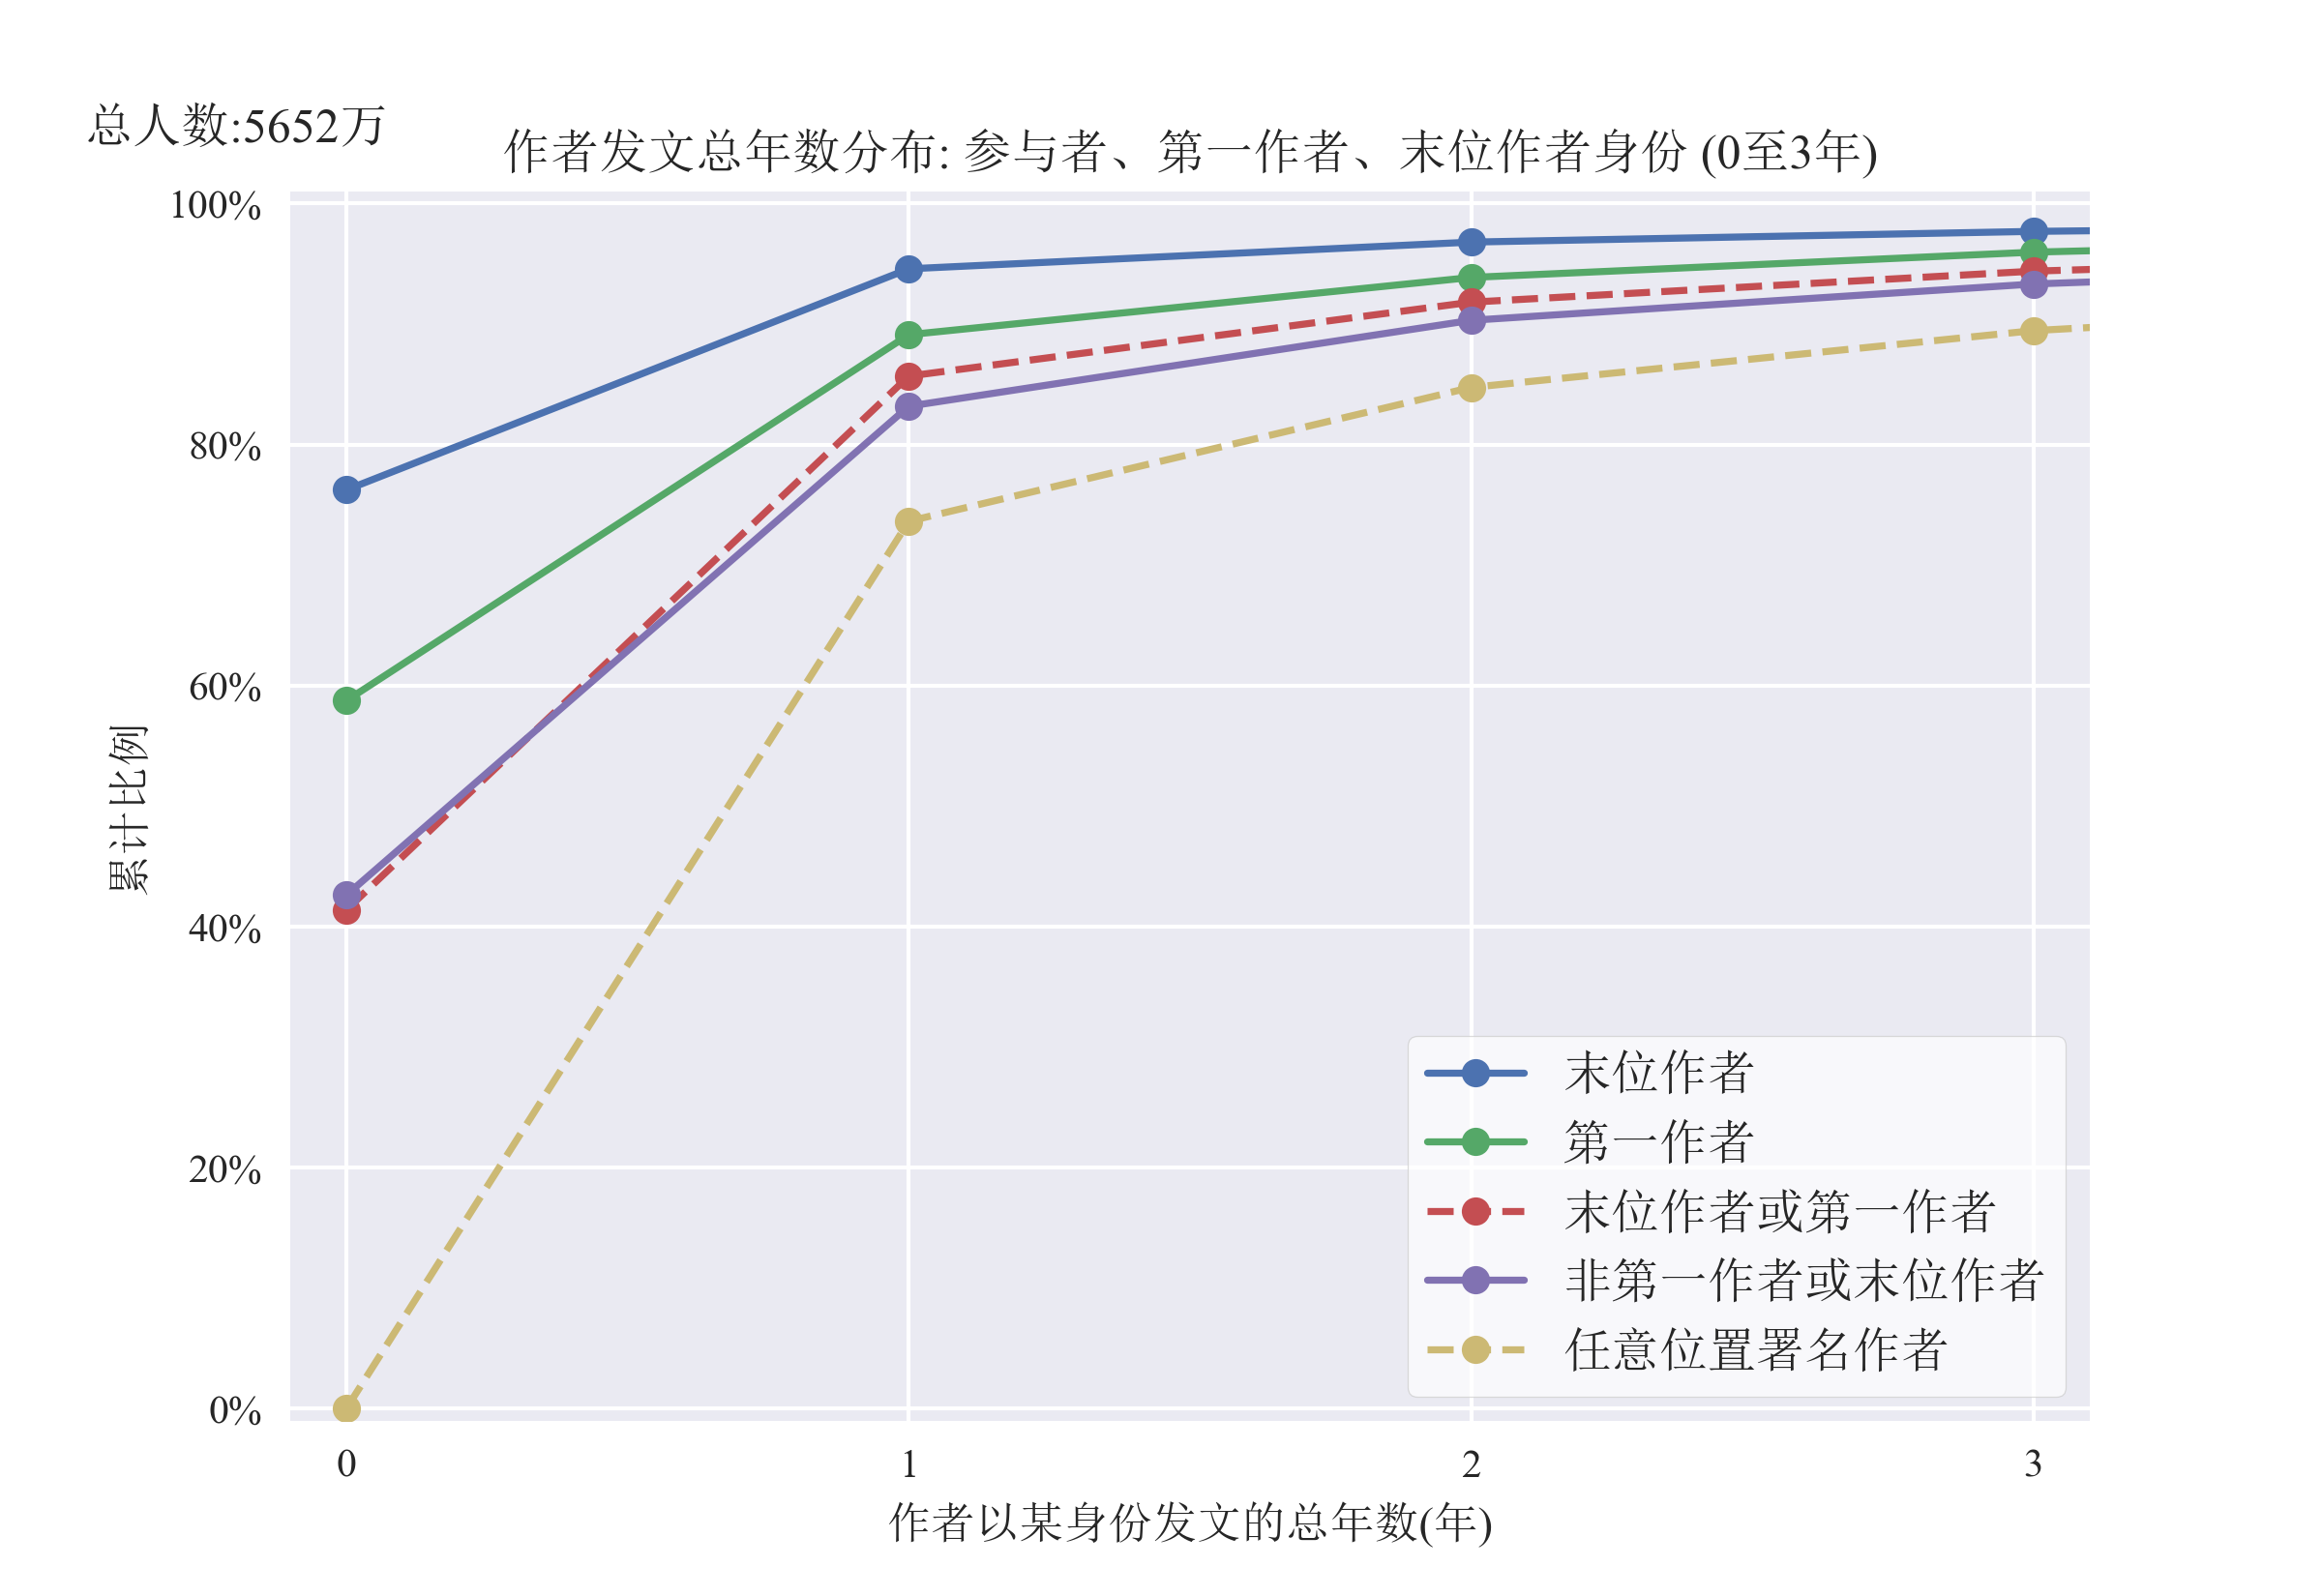 总人数:5652万
作者发文总年数分布: 参与者、第一作者、末位作者身份 (0至3年)
100%
80%
60%
40%
20%
0%
累计比例
末位作者
第一作者
末位作者或第一作者
非第一作者或末位作者
任意位置署名作者
0
1
2
3
作者以某身份发文的总年数(年)